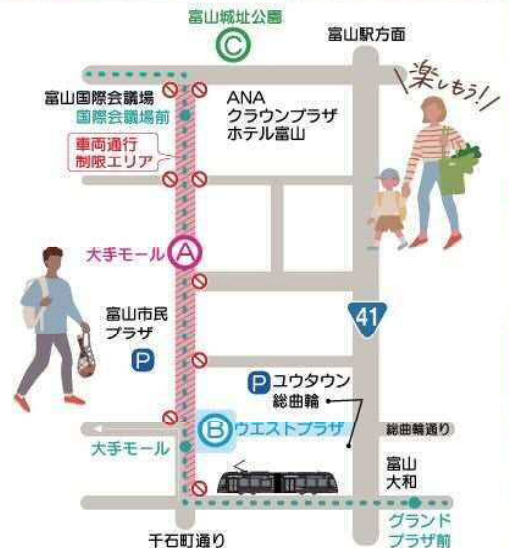 富山城址公園
C
富山駅方面
楽しもう!
富山国際会議場
国際会議場前
ANA
クラウンプラザ
ホテル富山
車両通行
制限エリア
大手モール
A
41
富山市民
プラザ
P
P
ユウタウン
総曲輪
B
ウエストプラザ
総曲輪通り
大手モール
富山
大和
グランド
プラザ前
千石町通り